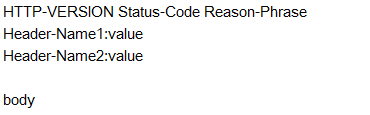 HTTP-VERSION Status-Code Reason-Phrase
Header-Name1:value
Header-Name2:value
body